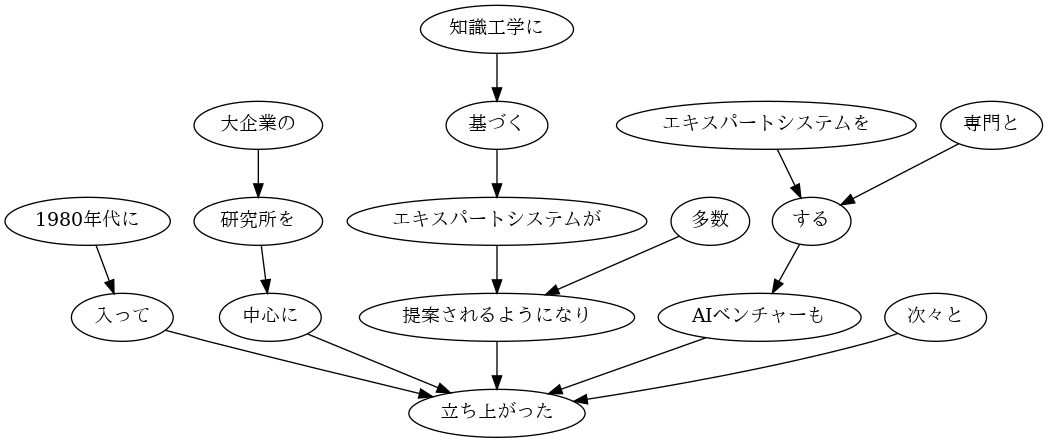 知識工学に
大企業の
基づく
エキスパートシステムを
専門と
1980年代に
研究所を
エキスパートシステムが
多数
する
入って
中心に
提案されるようになり
AIベンチャーも
次々と
立ち上がった